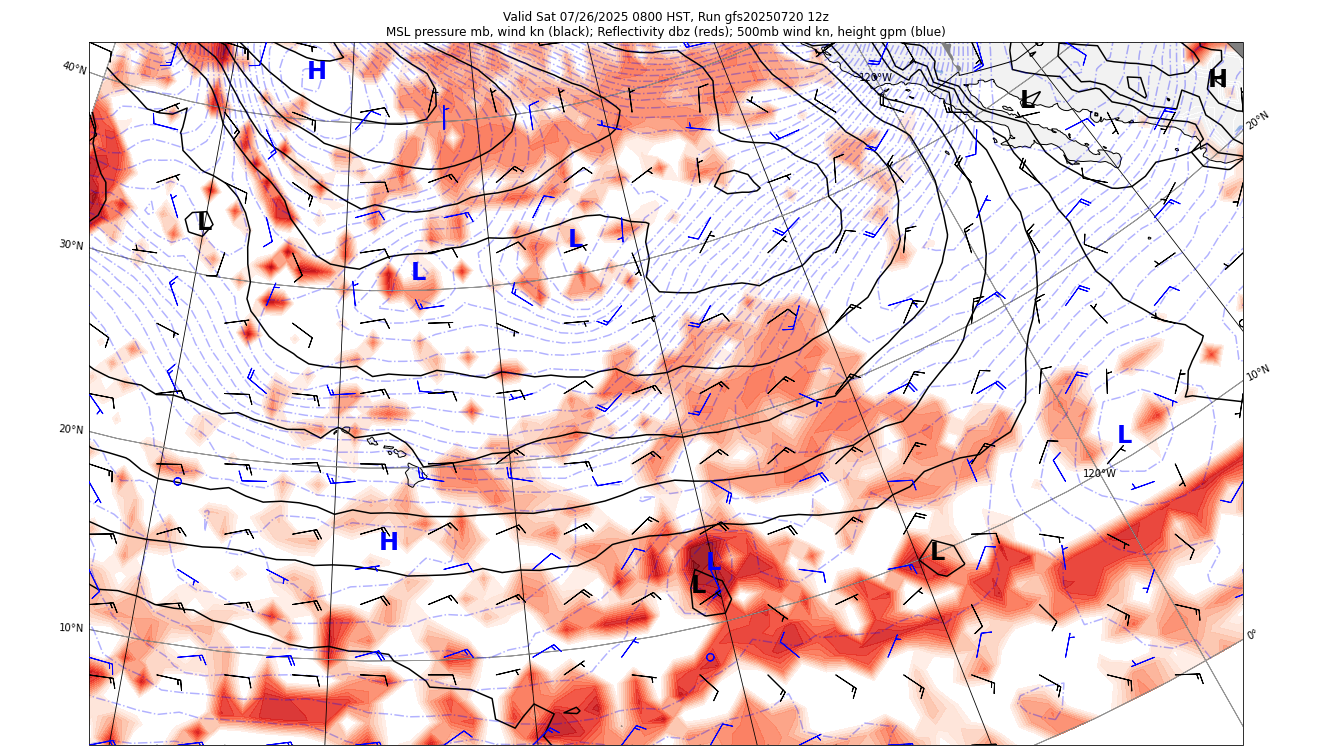 Valid Sat 07/26/2025 0800 HST, Run gfs20250720 12z
MSL pressure mb, wind kn (black); Reflectivity dbz (reds); 500mb wind kn, height gpm (blue)
40°N
H
120°W
L
H
20°N
L
L
L
30°N
10°N
20°N
L
120°W
H
L
L
L
10°N
0°